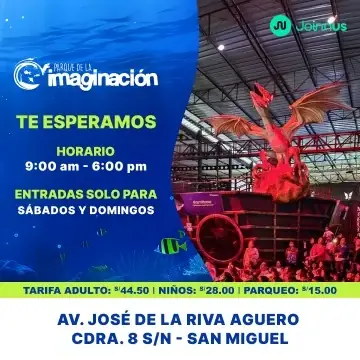 Joinnus
PARQUE DE LA
imaginación
TE ESPERAMOS
HORARIO
9:00 am - 6:00 pm
ENTRADAS SOLO PARA
SÁBADOS Y DOMINGOS
TARIFA ADULTO: S/44.50 | NIÑOS: S/28.00 | PARQUEO: S/15.00
AV. JOSÉ DE LA RIVA AGUERO
CDRA. 8 S/N - SAN MIGUEL